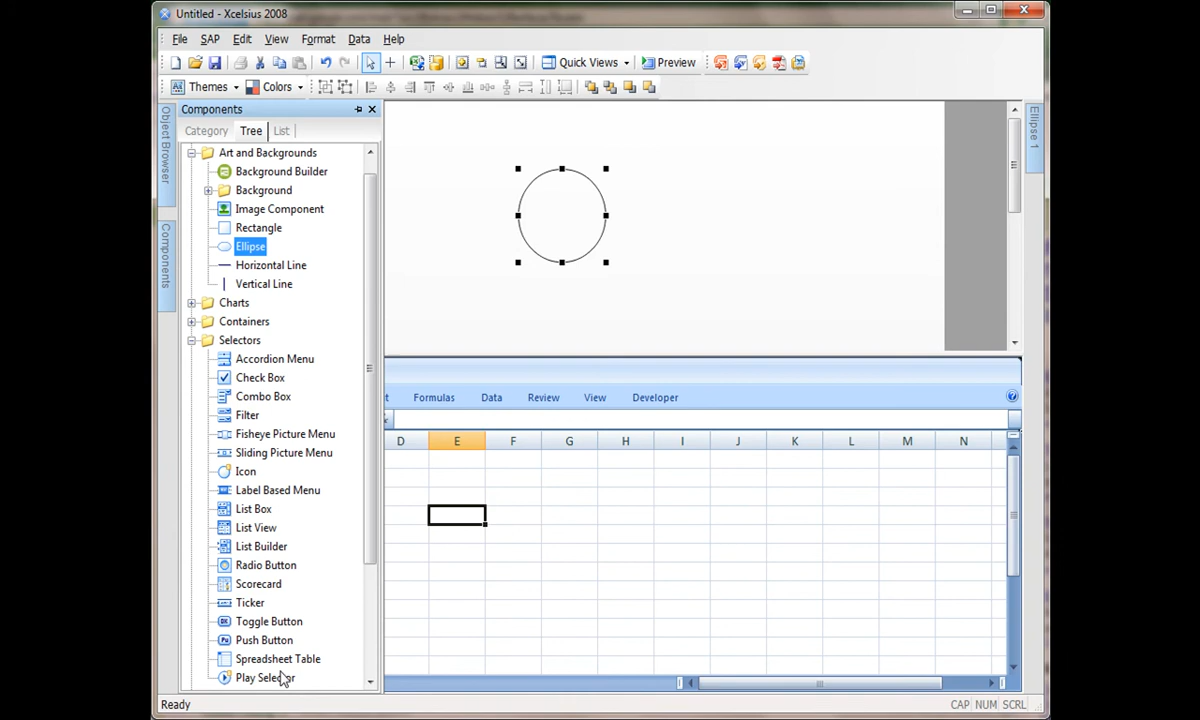 Untitled - Xcelsius 2008
File SAP Edit View Format Data Help
Quick Views Preview
Themes Colors
Components
Category Tree List
Object Browser
Components
Ellipse 1
Art and Backgrounds
Background Builder
Background
Image Component
Rectangle
Ellipse
Horizontal Line
Vertical Line
Charts
Containers
Selectors
Accordion Menu
Check Box
Combo Box
Filter
Fisheye Picture Menu
Sliding Picture Menu
Icon
Label Based Menu
List Box
List View
List Builder
Radio Button
Scorecard
Ticker
Toggle Button
Push Button
Spreadsheet Table
Play Selector
Formulas Data Review View Developer
D E F G H I J K L M N
Ready CAP NUM SCRL